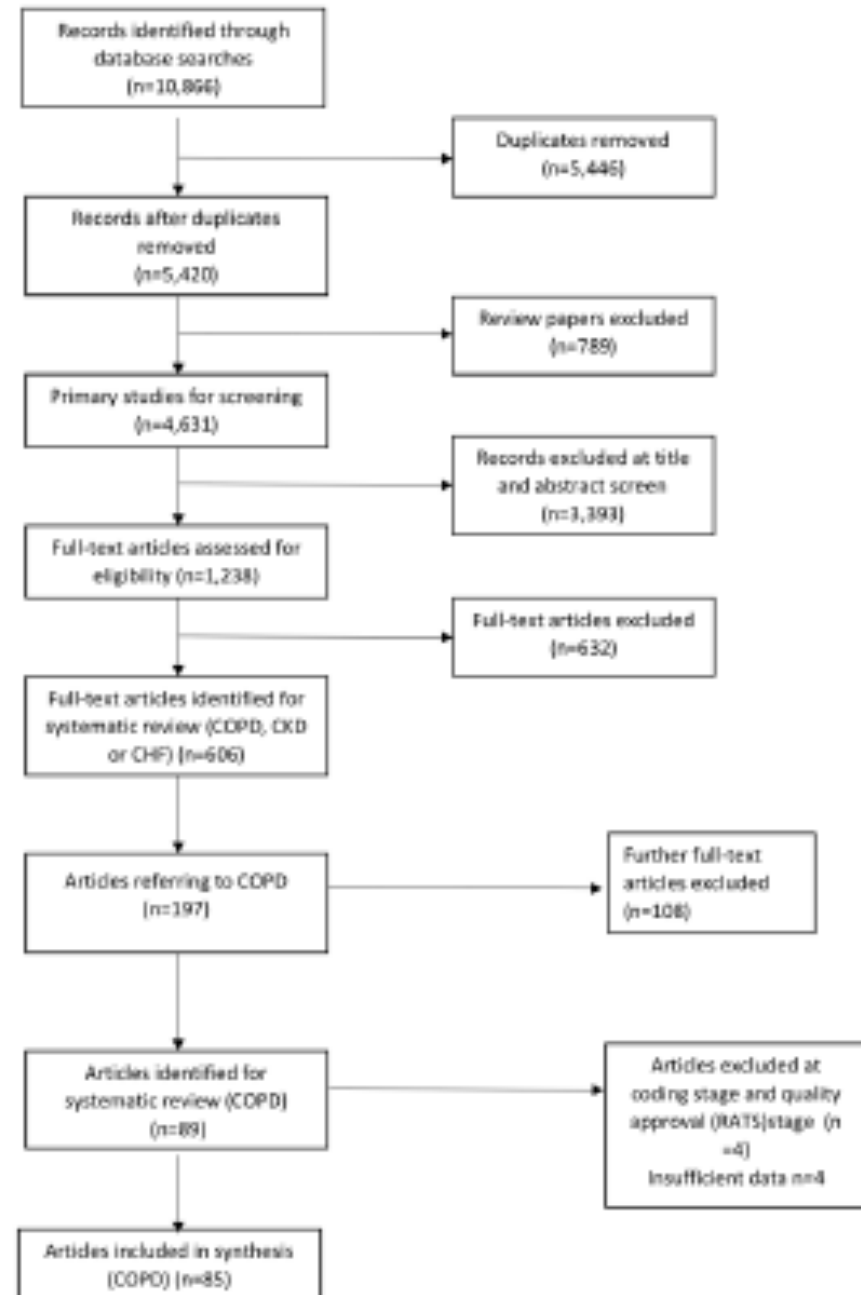 Records identified through
database searches
(n=10,866)
Duplicates removed
(n=5,446)
Records after duplicates
removed
(n=5,420)
Review papers excluded
(n=789)
Primary studies for screening
(n=4,631)
Records excluded at title
and abstract screen
(n=3,393)
Full-text articles assessed for
eligibility (n=1,238)
Full-text articles excluded
(n=632)
Full-text articles identified for
systematic review (COPD, CKD
or CHF) (n=606)
Articles referring to COPD
(n=197)
Further full-text
articles excluded
(n=108)
Articles identified for
systematic review (COPD)
(n=89)
Articles excluded at
coding stage and quality
approval (RATS)stage (n
=4)
Insufficient data n=4
Articles included in synthesis
(COPD) (n=85)